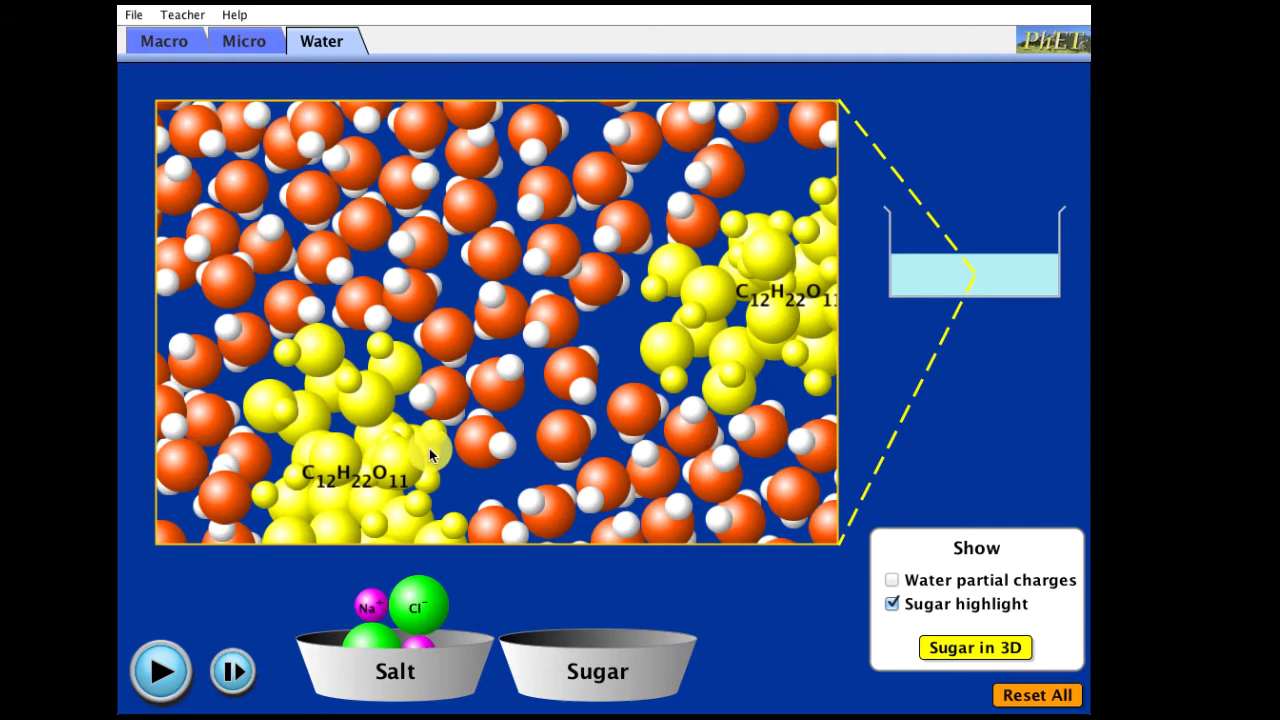 File Teacher Help
Macro Micro Water
PhET
C12H22O11
C12H22O11
Show
Water partial charges
Sugar highlight
Sugar in 3D
Na+ Cl−
Salt
Sugar
Reset All